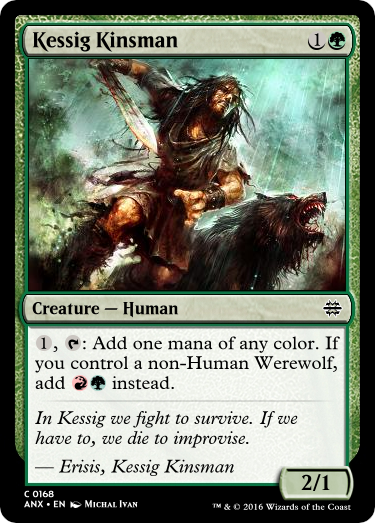 Kessig Kinsman 1
Creature — Human
1, : Add one mana of any color. If
you control a non-Human Werewolf,
add instead.
In Kessig we fight to survive. If we
have to, we die to improvise.
— Erisis, Kessig Kinsman
2/1
C 0168
ANX • EN Michal Ivan
™ & © 2016 Wizards of the Coast